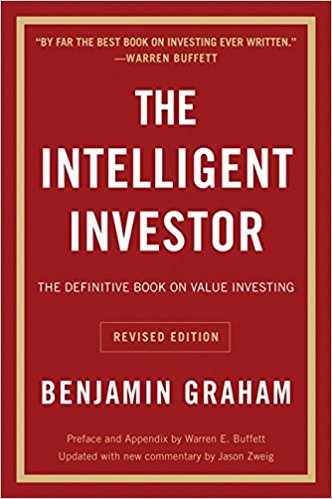 “BY FAR THE BEST BOOK ON INVESTING EVER WRITTEN.”
—WARREN BUFFETT
THE
INTELLIGENT
INVESTOR
THE DEFINITIVE BOOK ON VALUE INVESTING
REVISED EDITION
BENJAMIN GRAHAM
Preface and Appendix by Warren E. Buffett
Updated with new commentary by Jason Zweig